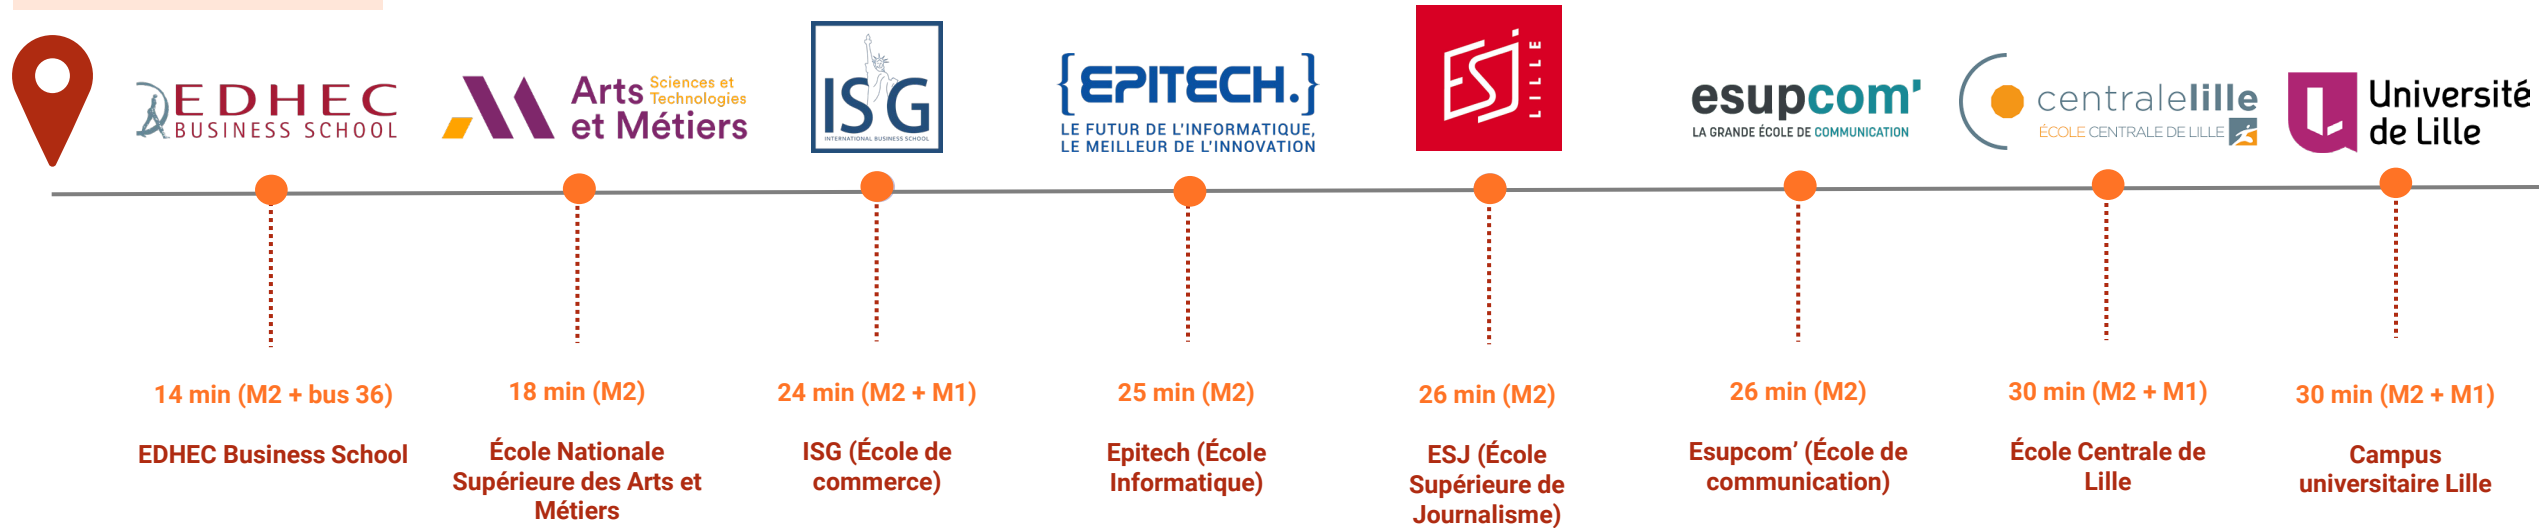 EDHEC
BUSINESS SCHOOL
Arts Sciences et
Technologies
et Métiers
ISG
INTERNATIONAL BUSINESS SCHOOL
{EPITECH.}
LE FUTUR DE L'INFORMATIQUE,
LE MEILLEUR DE L'INNOVATION
ESJ
LILLE
esupcom'
LA GRANDE ÉCOLE DE COMMUNICATION
centralelille
ÉCOLE CENTRALE DE LILLE
Université
de Lille
14 min (M2 + bus 36)
EDHEC Business School
18 min (M2)
École Nationale
Supérieure des Arts et
Métiers
24 min (M2 + M1)
ISG (École de
commerce)
25 min (M2)
Epitech (École
Informatique)
26 min (M2)
ESJ (École
Supérieure de
Journalisme)
26 min (M2)
Esupcom’ (École de
communication)
30 min (M2 + M1)
École Centrale de
Lille
30 min (M2 + M1)
Campus
universitaire Lille